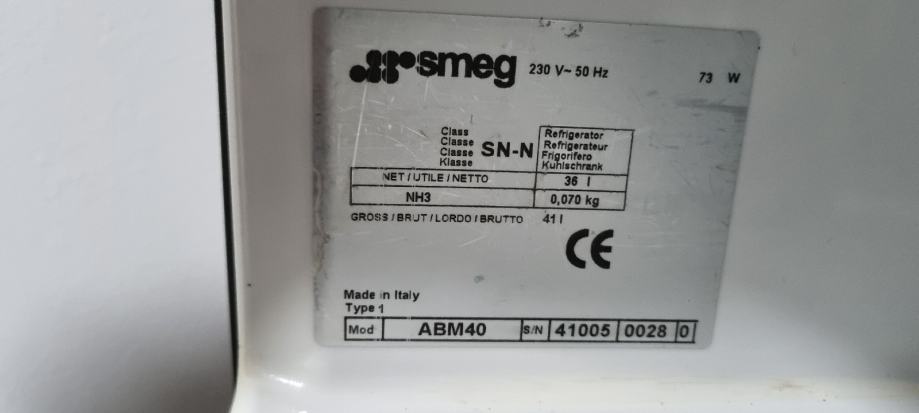 smeg 230 V~ 50 Hz 73 W
Class
Classe
Classe
Klasse
SN-N
Refrigerator
Refrigerateur
Frigorifero
Kuhlschrank
NET / UTILE / NETTO 36 l
NH3 0,070 kg
GROSS / BRUT / LORDO / BRUTTO 41 l
CE
Made in Italy
Type 1
Mod ABM40 S/N 41005 0028 0